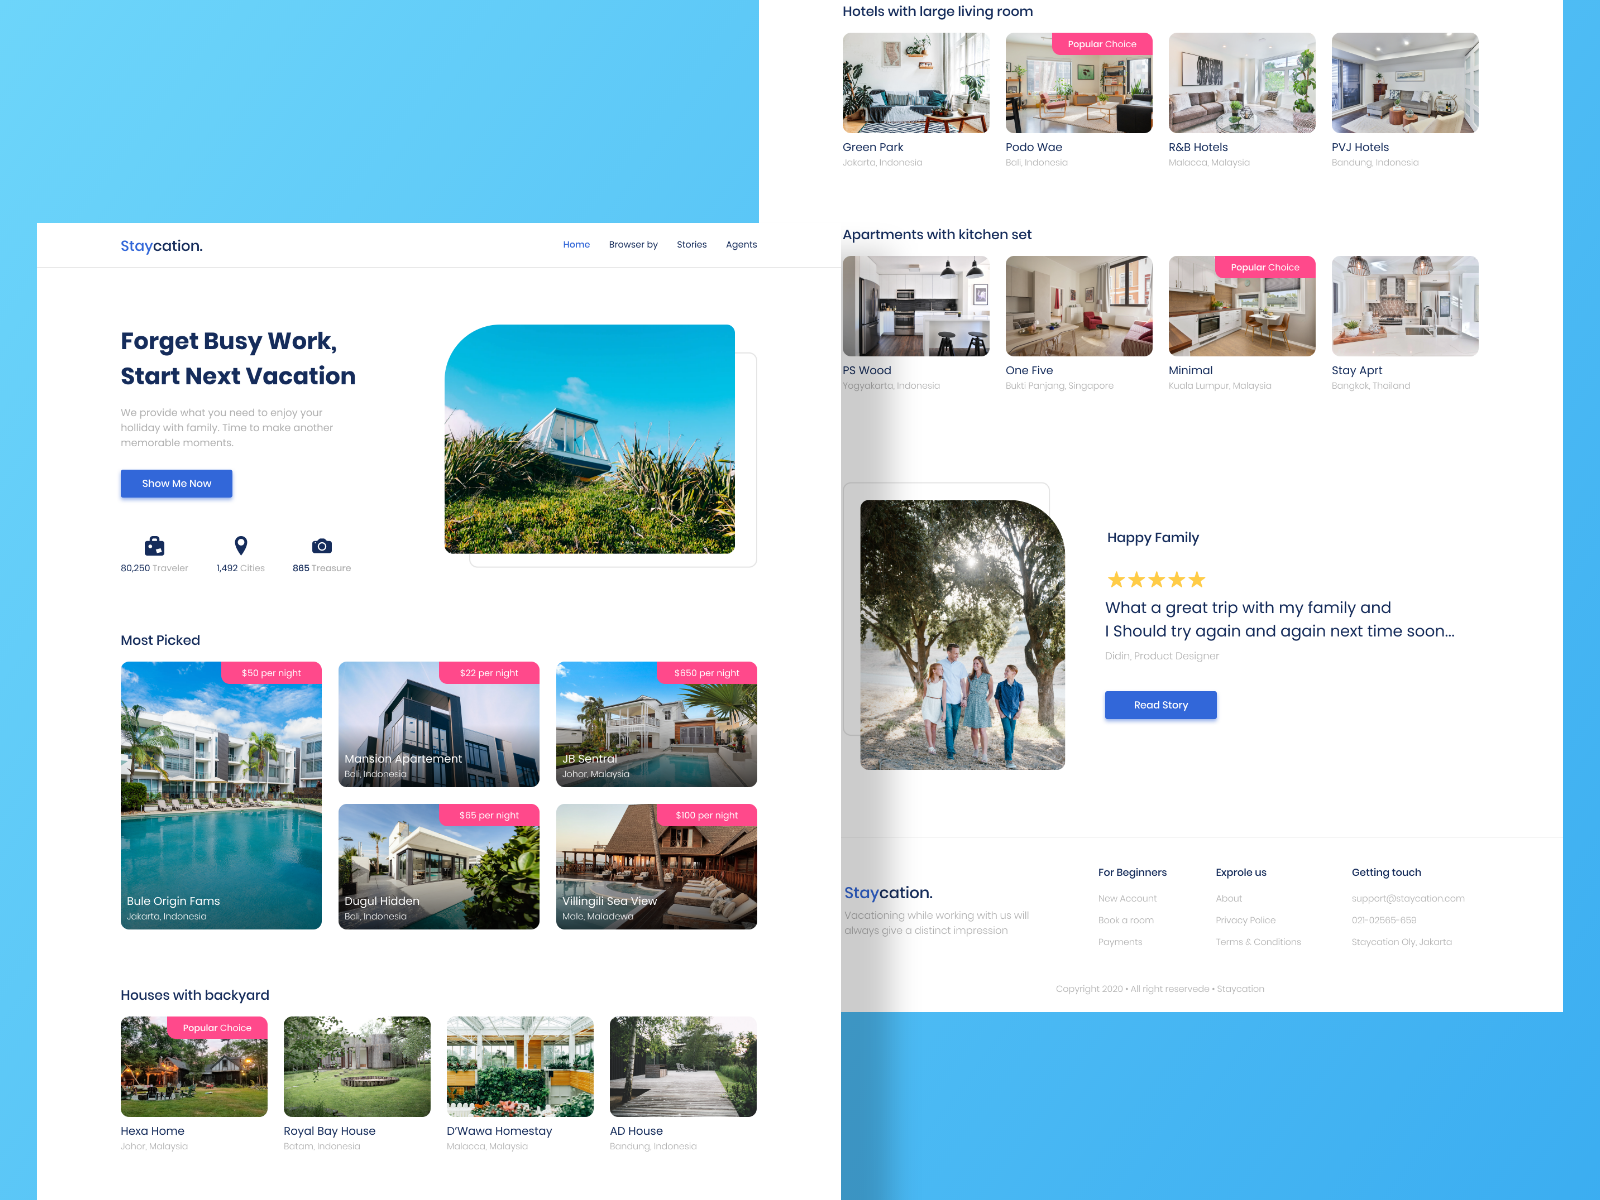 Staycation.
Home
Browser by
Stories
Agents
Forget Busy Work,
Start Next Vacation
We provide what you need to enjoy your
holliday with family. Time to make another
memorable moments.
Show Me Now
80,250 Traveler
1,492 Cities
885 Treasure
Most Picked
$50 per night
Bule Origin Fams
Jakarta, Indonesia
$22 per night
Mansion Apartement
Bali, Indonesia
$650 per night
JB Sentral
Johor, Malaysia
$85 per night
Dugul Hidden
Bali, Indonesia
$100 per night
Villingili Sea View
Male, Maladewa
Houses with backyard
Popular Choice
Hexa Home
Johor, Malaysia
Royal Bay House
Batam, Indonesia
D'Wawa Homestay
Malacca, Malaysia
AD House
Bandung, Indonesia
Hotels with large living room
Green Park
Jakarta, Indonesia
Popular Choice
Podo Wae
Bali, Indonesia
R&B Hotels
Malacca, Malaysia
PVJ Hotels
Bandung, Indonesia
Apartments with kitchen set
PS Wood
Yogyakarta, Indonesia
One Five
Bukti Panjang, Singapore
Popular Choice
Minimal
Kuala Lumpur, Malaysia
Stay Aprt
Bangkok, Thailand
Happy Family
What a great trip with my family and
I Should try again and again next time soon...
Didin, Product Designer
Read Story
Staycation.
Vacationing while working with us will
always give a distinct impression
For Beginners
New Account
Book a room
Payments
Exprole us
About
Privacy Police
Terms & Conditions
Getting touch
support@staycation.com
021-02565-659
Staycation Oly, Jakarta
Copyright 2020 • All right reservede • Staycation